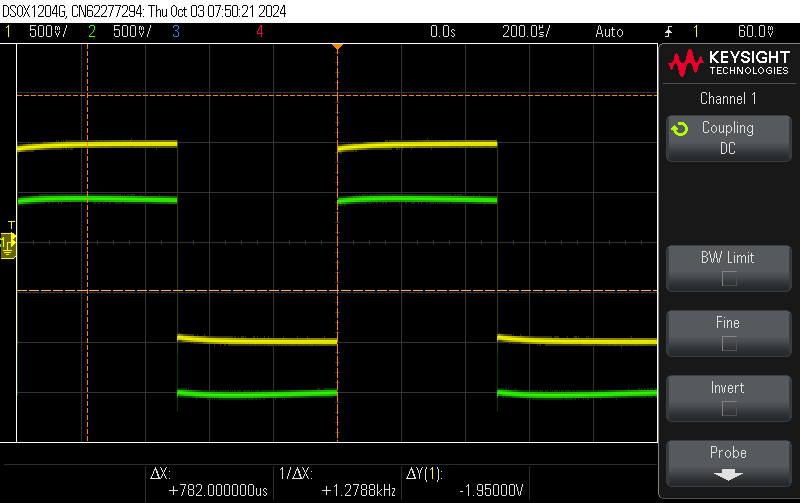 DSOX1204G, CN62277294: Thu Oct 03 07:50:21 2024
1 500mV/ 2 500mV/ 3 4 0.0s 200.0us/ Auto 1 60.0mV
KEYSIGHT
TECHNOLOGIES
Channel 1
Coupling
DC
T
1
BW Limit
Fine
Invert
Probe
ΔX: 1/ΔX: ΔY(1):
+782.000000us +1.2788kHz -1.95000V